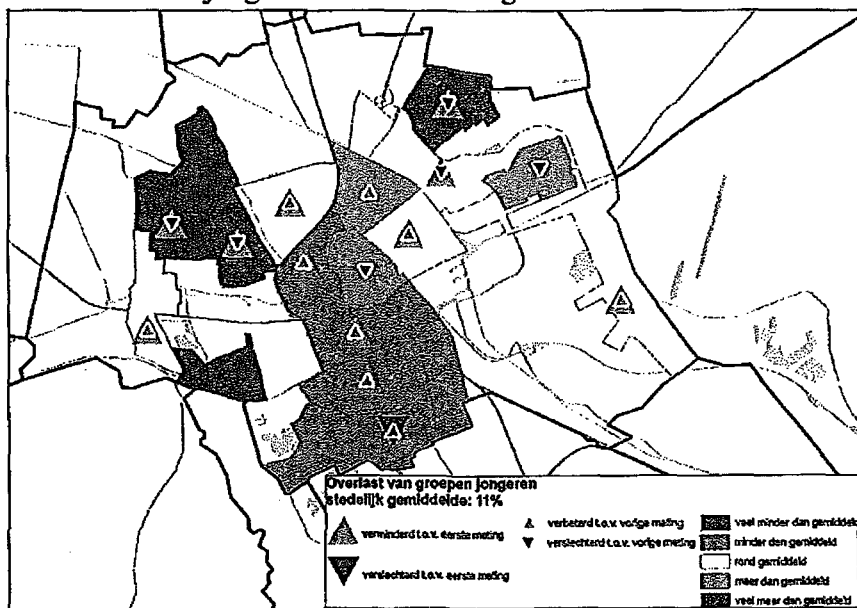 Overlast van groepen jongeren
stedelijk gemiddelde: 11%
verminderd t.o.v. eerste meting
verslechterd t.o.v. eerste meting
verbeterd t.o.v. vorige meting
verslechterd t.o.v. vorige meting
veel minder dan gemiddeld
minder dan gemiddeld
rond gemiddeld
meer dan gemiddeld
veel meer dan gemiddeld